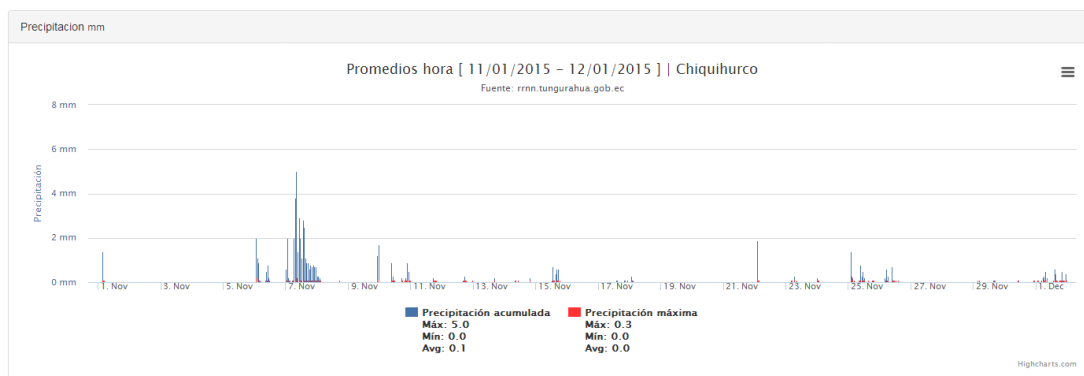 Precipitacion mm
Promedios hora [ 11/01/2015 - 12/01/2015 ] | Chiquihurco
Fuente: rrnn.tungurahua.gob.ec
Precipitación
8 mm
6 mm
4 mm
2 mm
0 mm
1. Nov 3. Nov 5. Nov 7. Nov 9. Nov 11. Nov 13. Nov 15. Nov 17. Nov 19. Nov 21. Nov 23. Nov 25. Nov 27. Nov 29. Nov 1. Dec
Precipitación acumulada Precipitación máxima
Máx: 5.0 Máx: 0.3
Mín: 0.0 Mín: 0.0
Avg: 0.1 Avg: 0.0
Highcharts.com